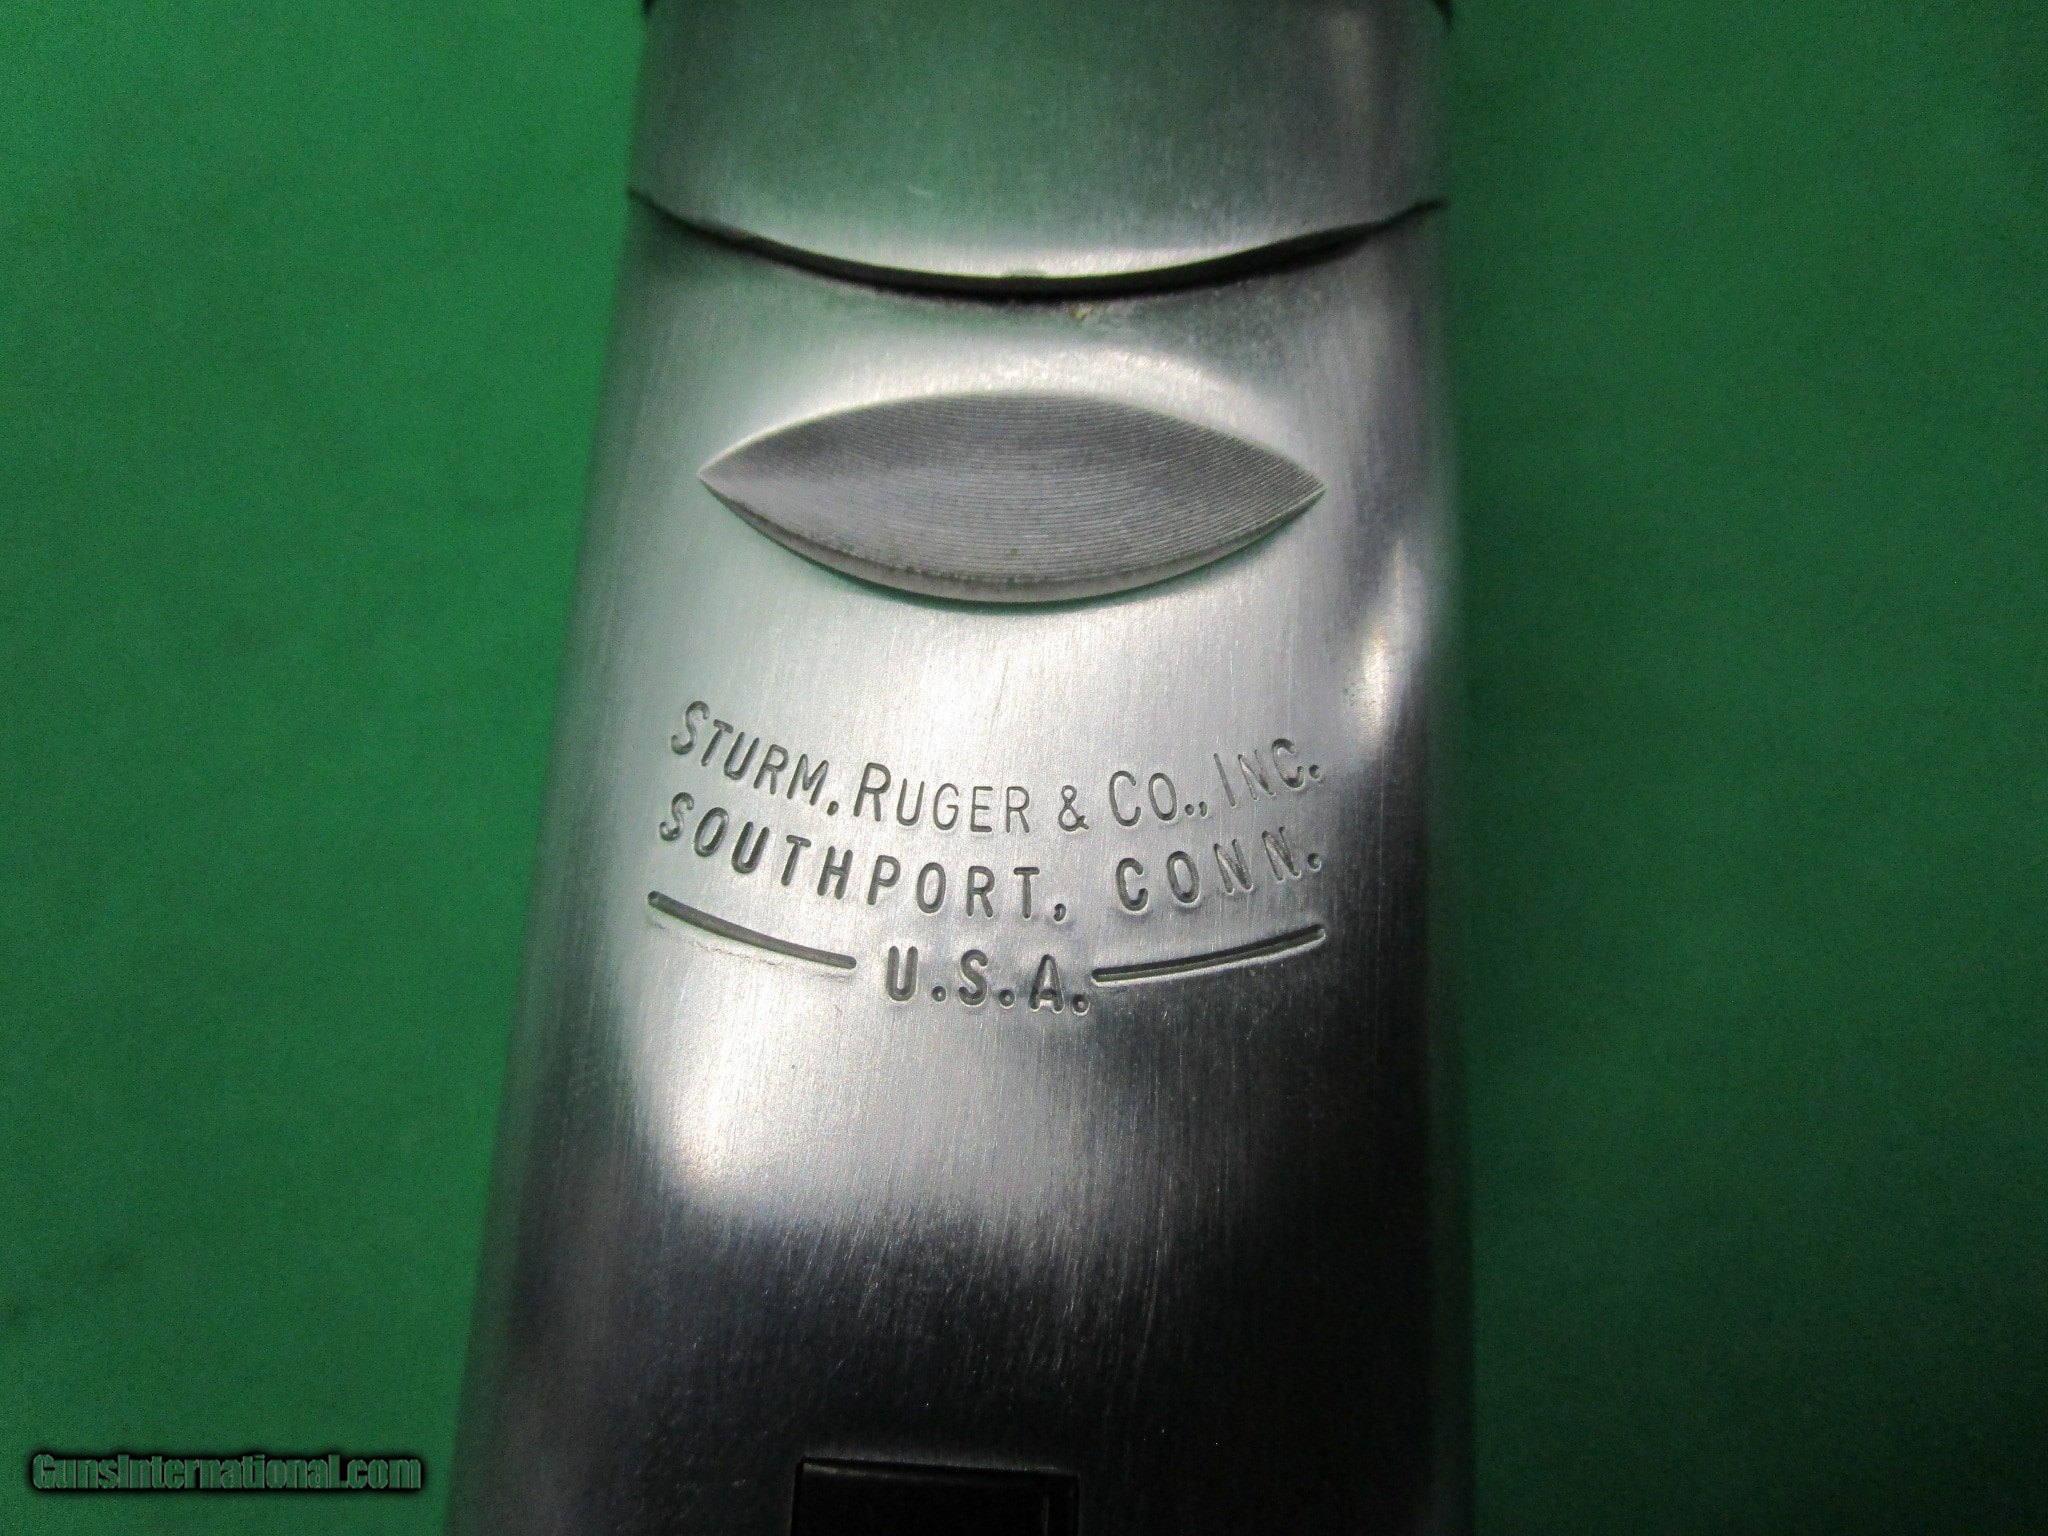 STURM, RUGER & CO., INC.
SOUTHPORT, CONN.
U.S.A.
GunsInternational.com